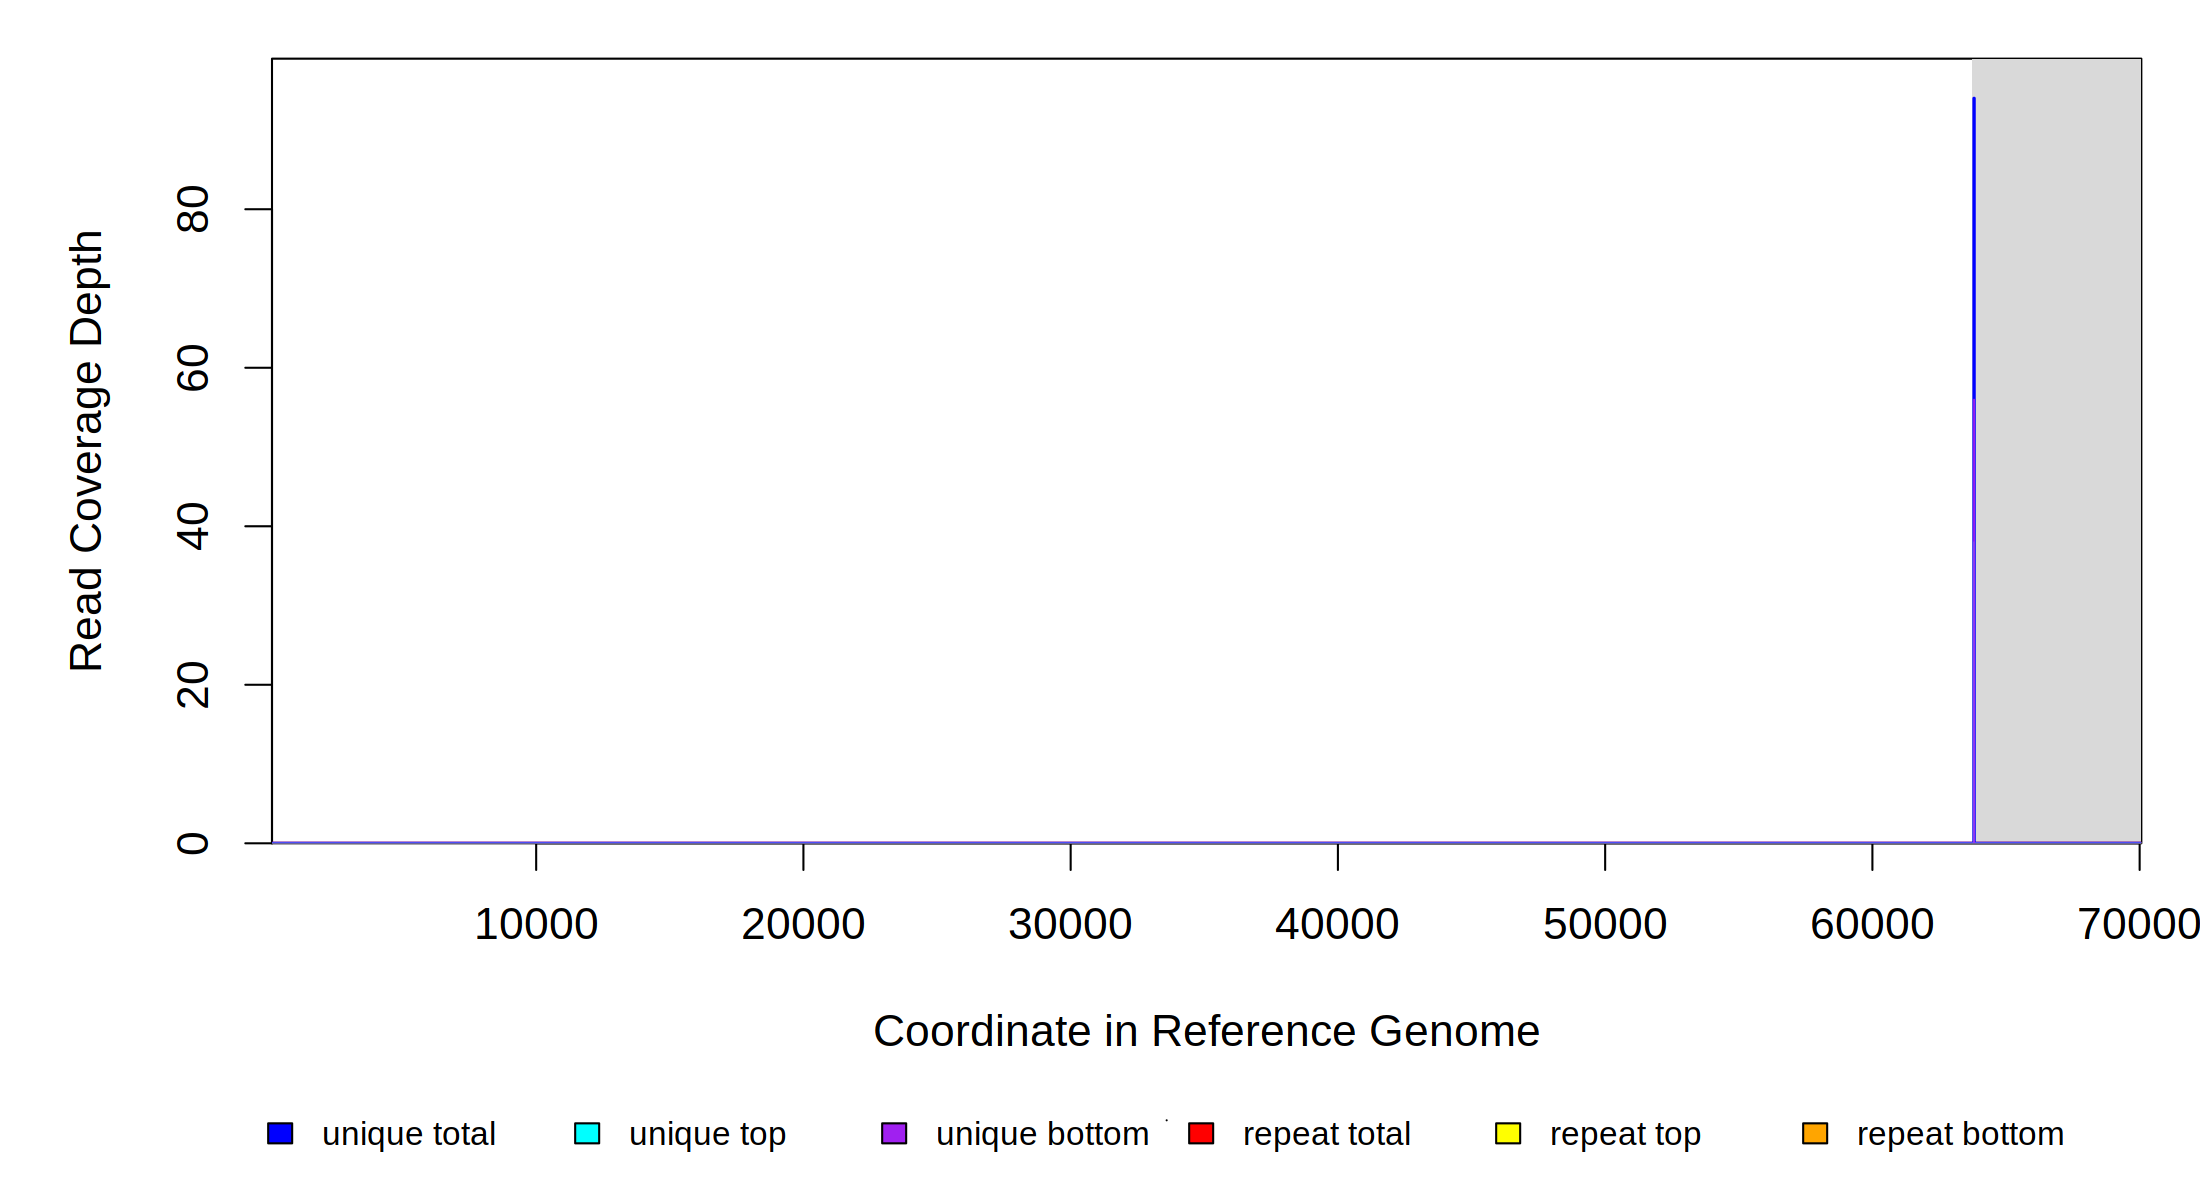 Read Coverage Depth
80
60
40
20
0
10000 20000 30000 40000 50000 60000 70000
Coordinate in Reference Genome
unique total unique top unique bottom repeat total repeat top repeat bottom